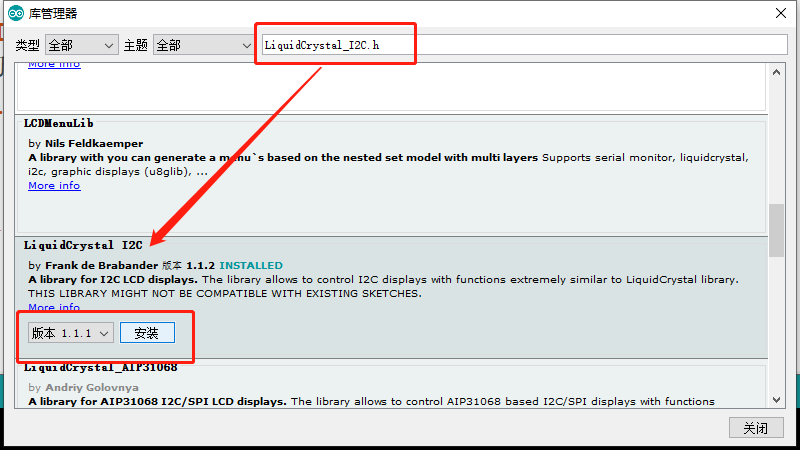 库管理器
类型 全部 主题 全部 LiquidCrystal_I2C.h
More info
LCDMenuLib
by Nils Feldkaemper
A library with you can generate a menu`s based on the nested set model with multi layers Supports serial monitor, liquidcrystal,
i2c, graphic displays (u8glib), ...
More info
LiquidCrystal I2C
by Frank de Brabander 版本 1.1.2 INSTALLED
A library for I2C LCD displays. The library allows to control I2C displays with functions extremely similar to LiquidCrystal library.
THIS LIBRARY MIGHT NOT BE COMPATIBLE WITH EXISTING SKETCHES.
More info
版本 1.1.1 安装
LiquidCrystal_AIP31068
by Andriy Golovnya
A library for AIP31068 I2C/SPI LCD displays. The library allows to control AIP31068 based I2C/SPI displays with functions
关闭